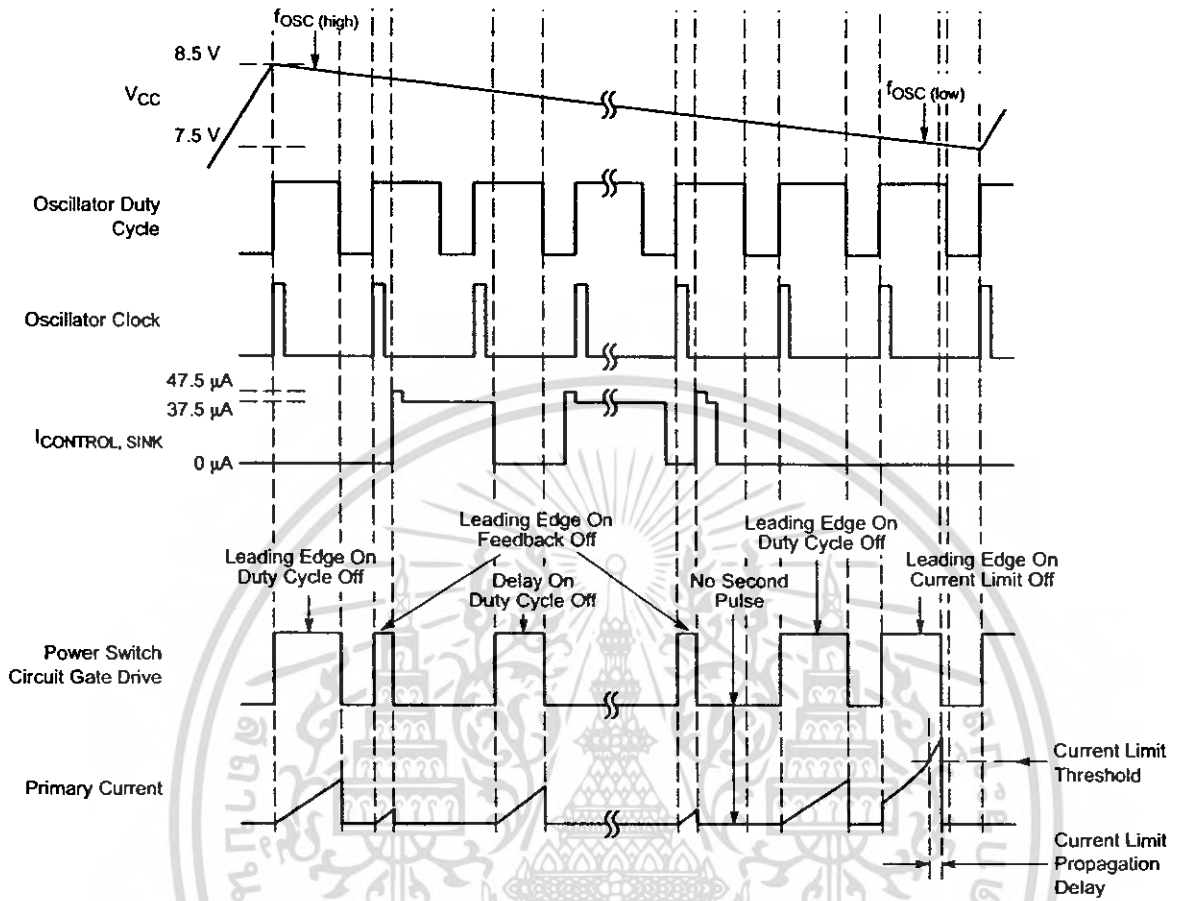 fOSC (high)
8.5 V
VCC
fOSC (low)
7.5 V
Oscillator Duty
Cycle
Oscillator Clock
47.5 µA
37.5 µA
ICONTROL, SINK
0 µA
Leading Edge On
Feedback Off
Leading Edge On
Duty Cycle Off
Leading Edge On
Duty Cycle Off
Delay On
Duty Cycle Off
No Second
Pulse
Leading Edge On
Current Limit Off
Power Switch
Circuit Gate Drive
Primary Current
Current Limit
Threshold
Current Limit
Propagation
Delay